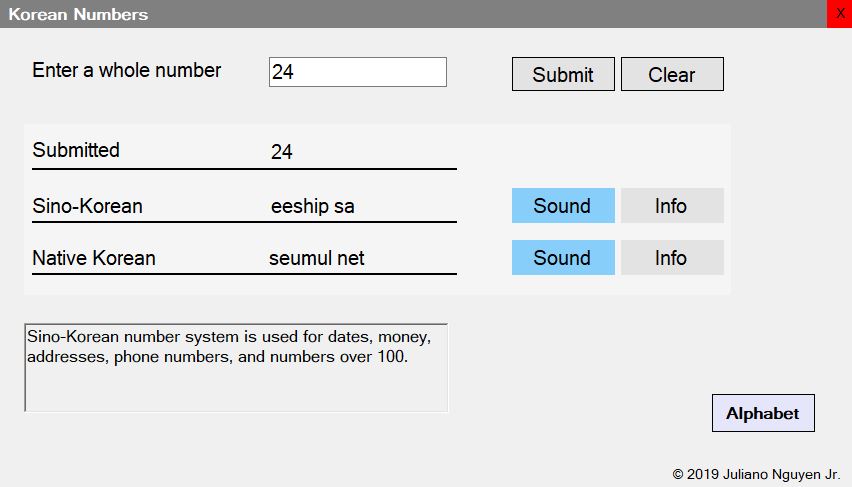 Korean Numbers X
Enter a whole number 24 Submit Clear
Submitted 24
Sino-Korean eeship sa Sound Info
Native Korean seumul net Sound Info
Sino-Korean number system is used for dates, money,
addresses, phone numbers, and numbers over 100.
Alphabet
© 2019 Juliano Nguyen Jr.